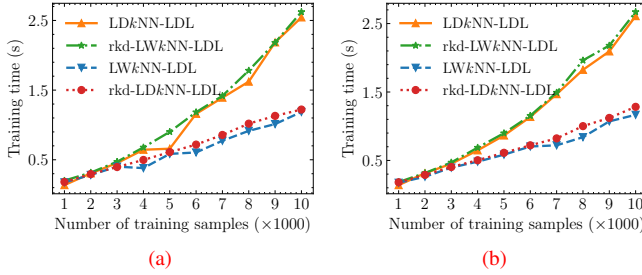 Training time (s)
2.5
1.5
0.5
LDkNN-LDL
rkd-LWkNN-LDL
LWkNN-LDL
rkd-LDkNN-LDL
1 2 3 4 5 6 7 8 9 10
Number of training samples (×1000)
(a)
Training time (s)
2.5
1.5
0.5
LDkNN-LDL
rkd-LWkNN-LDL
LWkNN-LDL
rkd-LDkNN-LDL
1 2 3 4 5 6 7 8 9 10
Number of training samples (×1000)
(b)